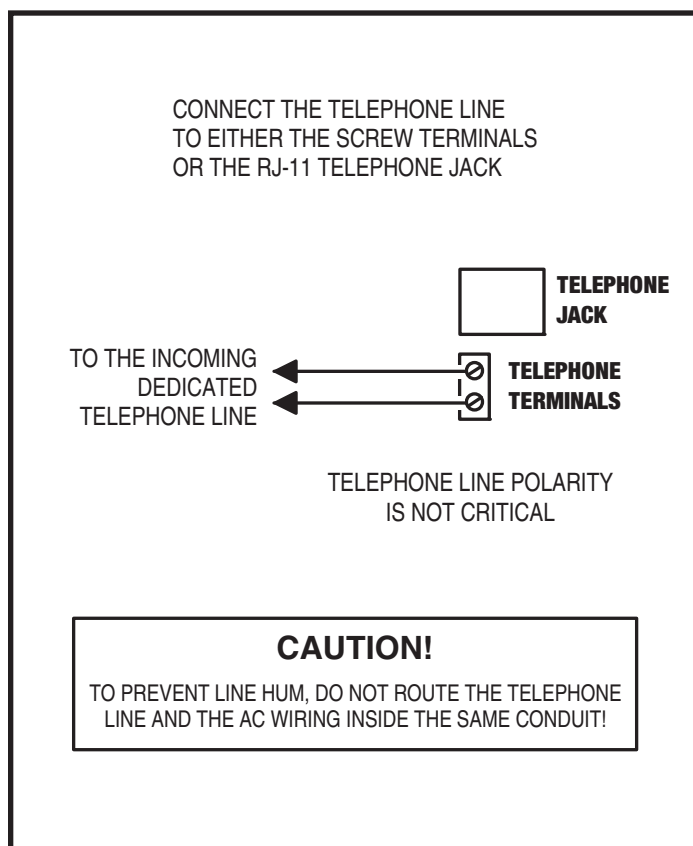 CONNECT THE TELEPHONE LINE
TO EITHER THE SCREW TERMINALS
OR THE RJ-11 TELEPHONE JACK
TELEPHONE
JACK
TO THE INCOMING
DEDICATED
TELEPHONE LINE
TELEPHONE
TERMINALS
TELEPHONE LINE POLARITY
IS NOT CRITICAL
CAUTION!
TO PREVENT LINE HUM, DO NOT ROUTE THE TELEPHONE
LINE AND THE AC WIRING INSIDE THE SAME CONDUIT!